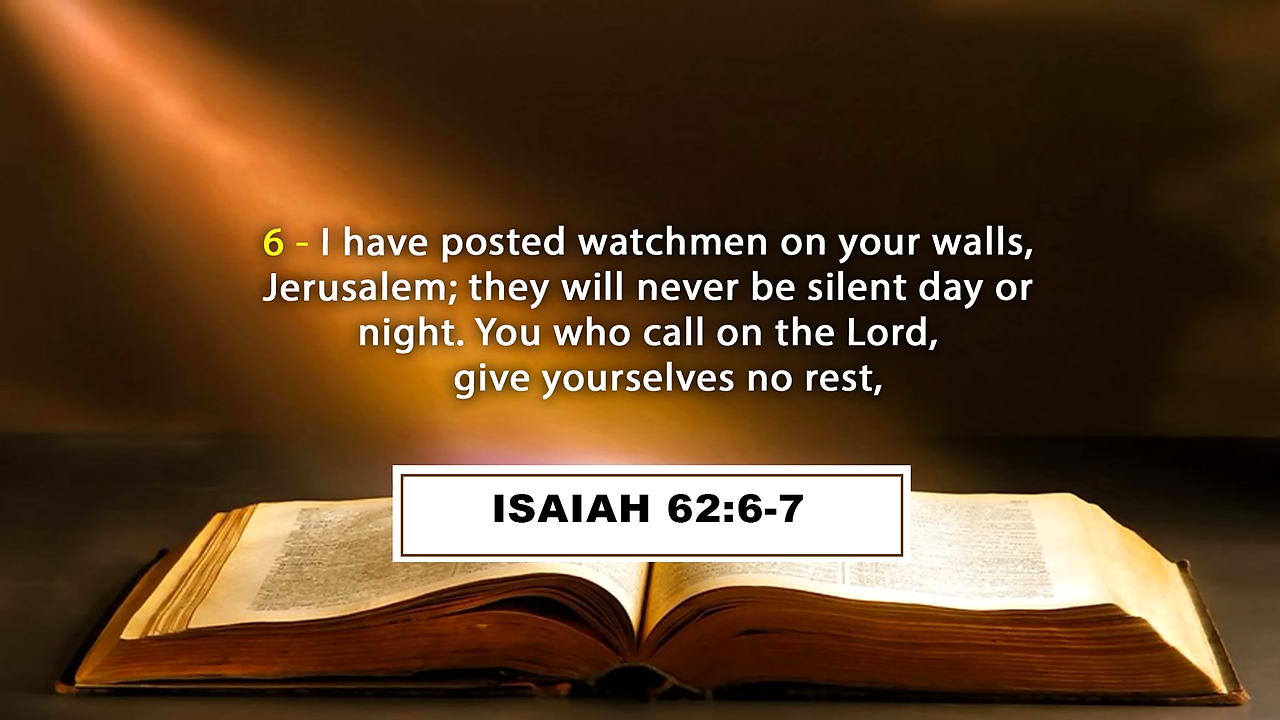 6 - I have posted watchmen on your walls,
Jerusalem; they will never be silent day or
night. You who call on the Lord,
give yourselves no rest,
ISAIAH 62:6-7